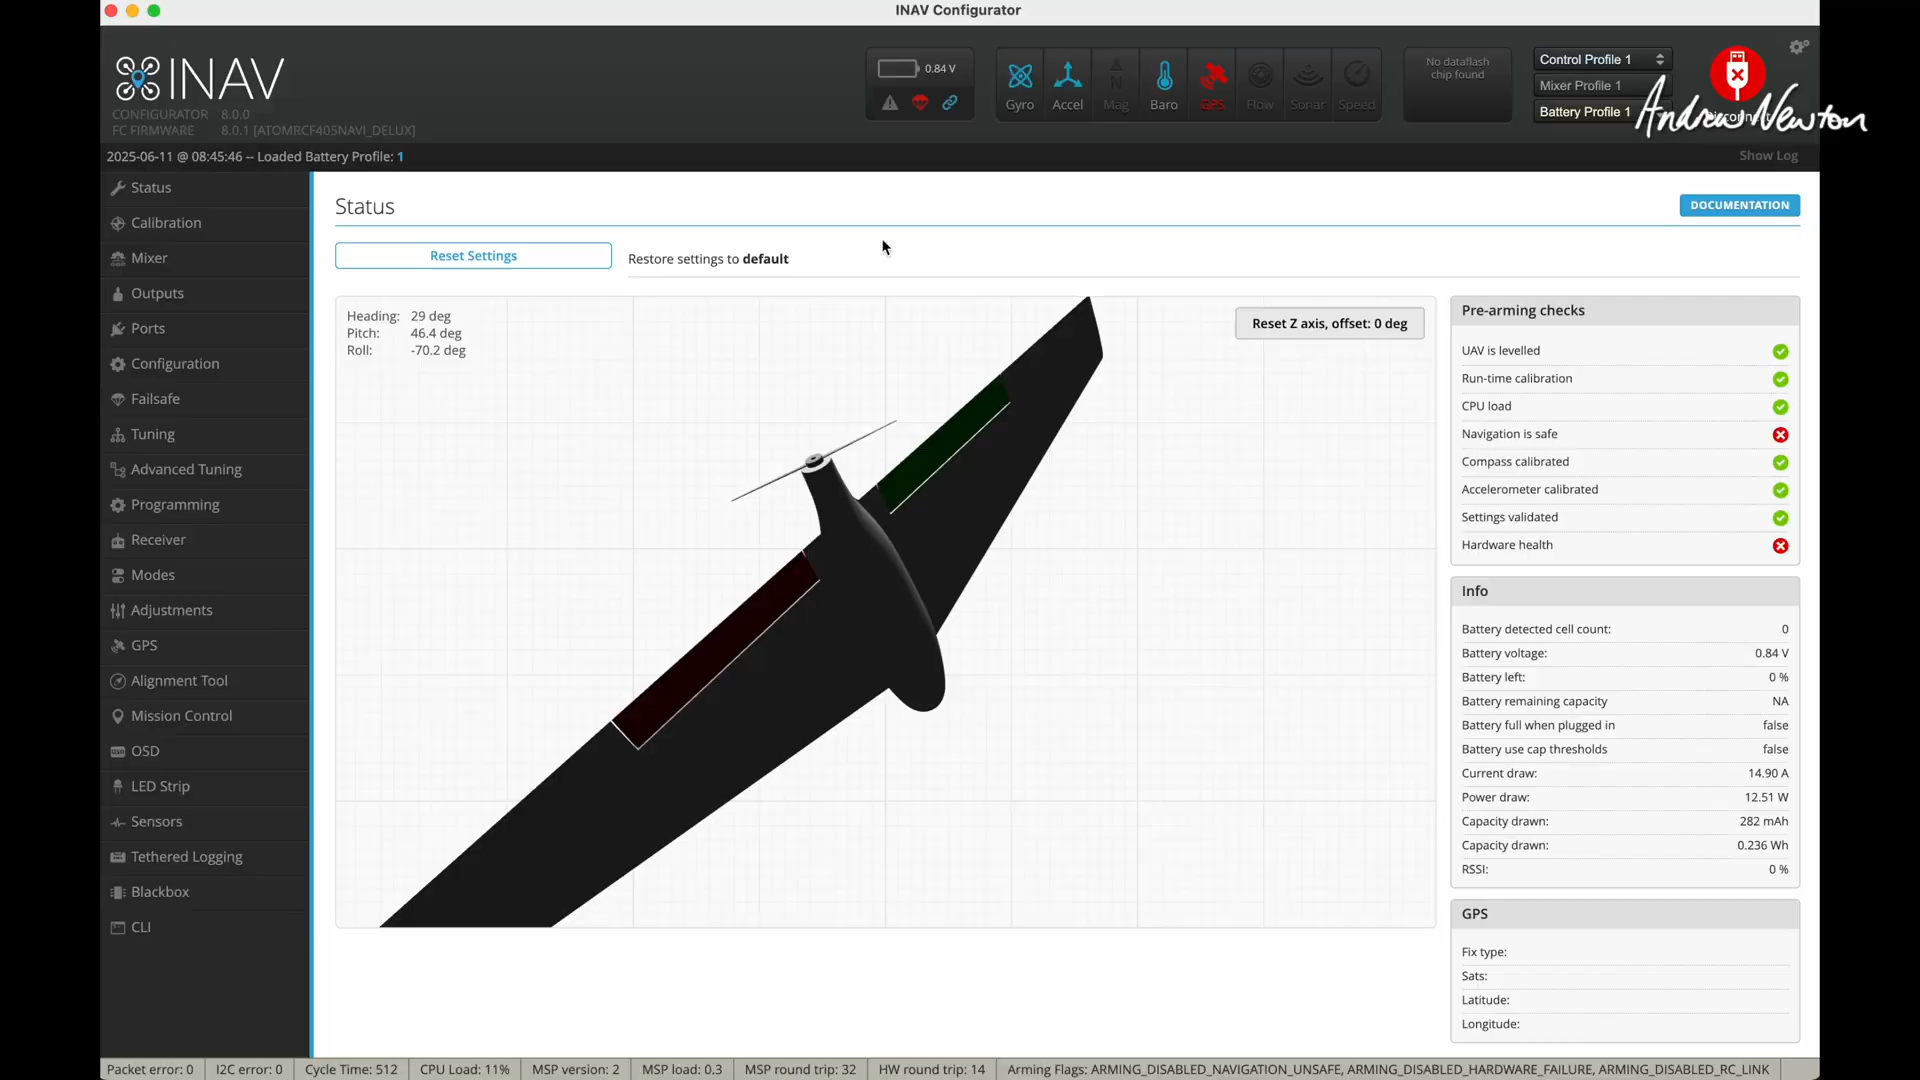 INAV Configurator
INAV
CONFIGURATOR 8.0.0
FC FIRMWARE 8.0.1 [ATOMRCF405NAVI_DELUX]
0.84 V
Gyro
Accel
Mag
Baro
GPS
Flow
Sonar
Speed
No dataflash
chip found
Control Profile 1
Mixer Profile 1
Battery Profile 1
Andrew Newton
2025-06-11 @ 08:45:46 -- Loaded Battery Profile: 1
Show Log
Status
Calibration
Mixer
Outputs
Ports
Configuration
Failsafe
Tuning
Advanced Tuning
Programming
Receiver
Modes
Adjustments
GPS
Alignment Tool
Mission Control
OSD
LED Strip
Sensors
Tethered Logging
Blackbox
CLI
Status
DOCUMENTATION
Reset Settings
Restore settings to default
Heading: 29 deg
Pitch: 46.4 deg
Roll: -70.2 deg
Reset Z axis, offset: 0 deg
Pre-arming checks
UAV is levelled
Run-time calibration
CPU load
Navigation is safe
Compass calibrated
Accelerometer calibrated
Settings validated
Hardware health
Info
Battery detected cell count: 0
Battery voltage: 0.84 V
Battery left: 0 %
Battery remaining capacity NA
Battery full when plugged in false
Battery use cap thresholds false
Current draw: 14.90 A
Power draw: 12.51 W
Capacity drawn: 282 mAh
Capacity drawn: 0.236 Wh
RSSI: 0 %
GPS
Fix type:
Sats:
Latitude:
Longitude:
Packet error: 0
I2C error: 0
Cycle Time: 512
CPU Load: 11%
MSP version: 2
MSP load: 0.3
MSP round trip: 32
HW round trip: 14
Arming Flags: ARMING_DISABLED_NAVIGATION_UNSAFE, ARMING_DISABLED_HARDWARE_FAILURE, ARMING_DISABLED_RC_LINK